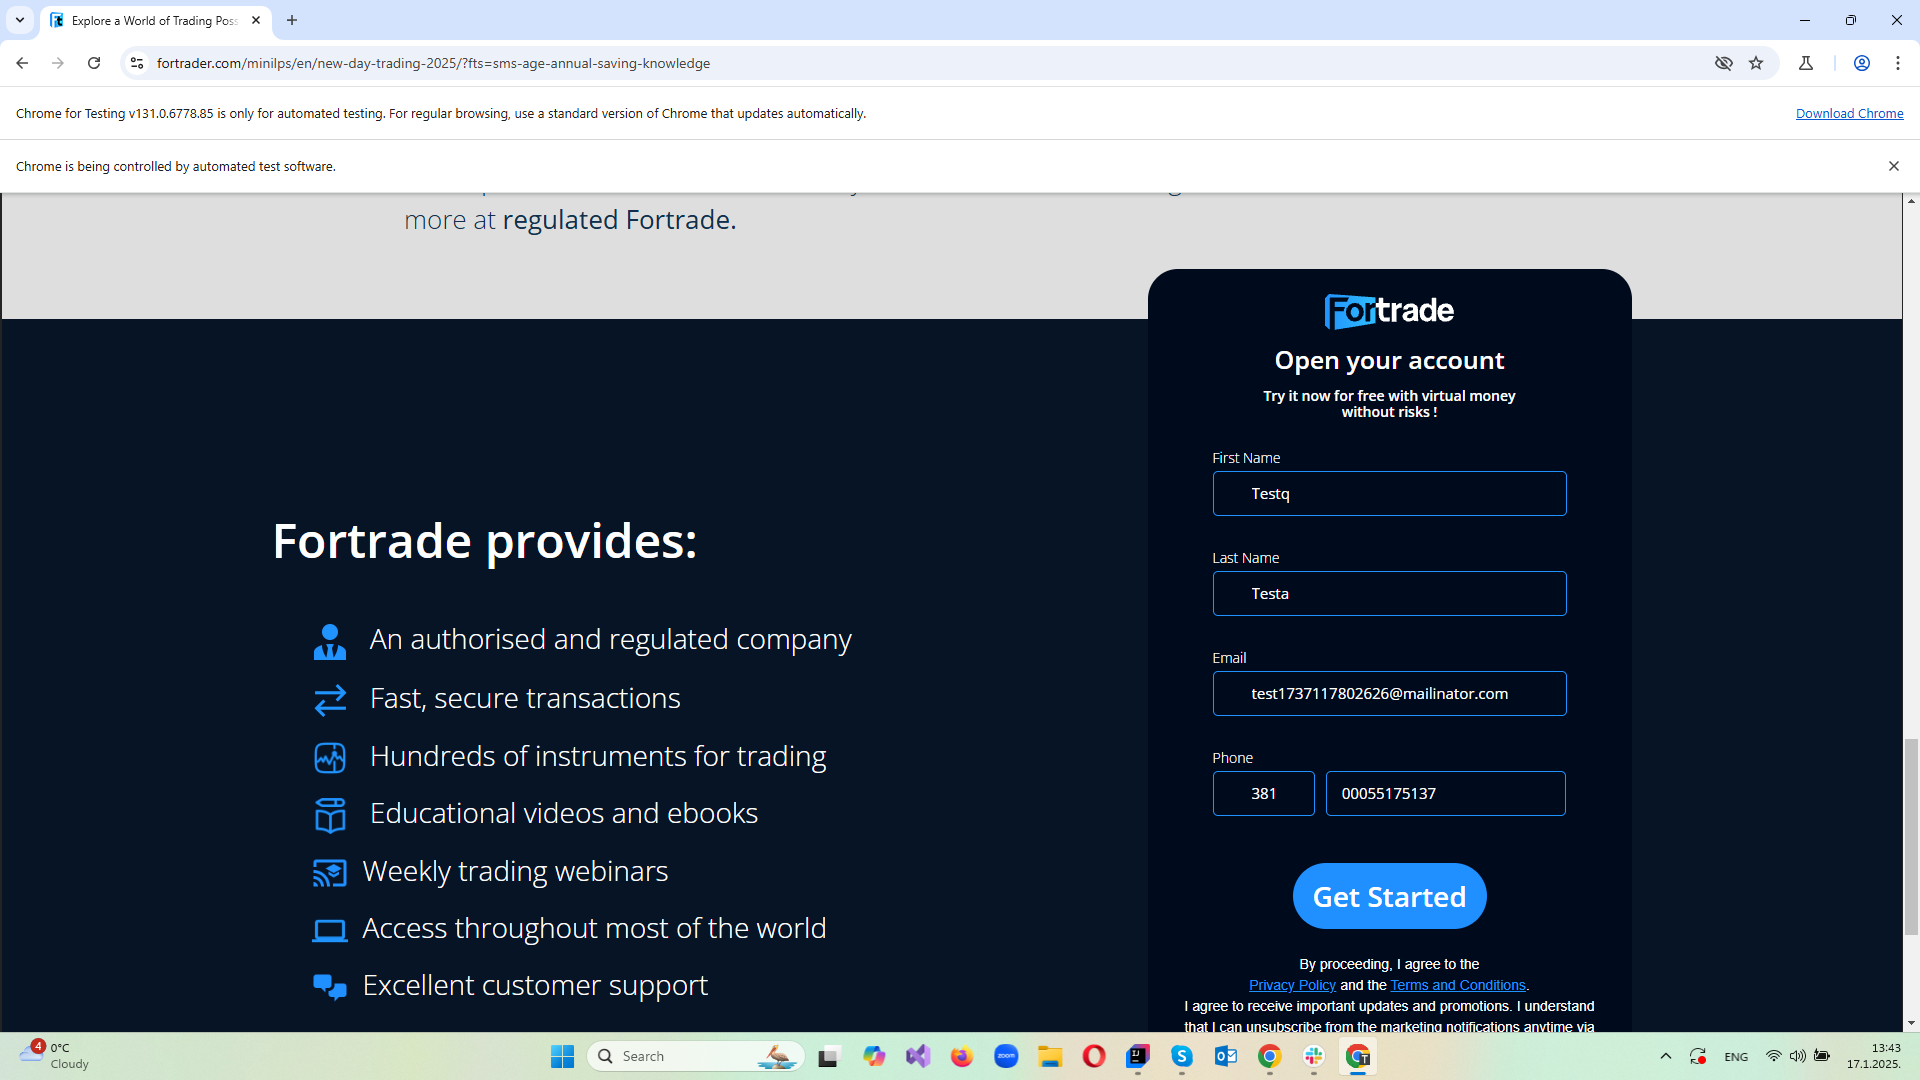 Explore a World of Trading Poss
fortrader.com/minilps/en/new-day-trading-2025/?fts=sms-age-annual-saving-knowledge
Chrome for Testing v131.0.6778.85 is only for automated testing. For regular browsing, use a standard version of Chrome that updates automatically.
Download Chrome
Chrome is being controlled by automated test software.
more at regulated Fortrade.
Fortrade
Open your account
Try it now for free with virtual money
without risks !
First Name
Testq
Last Name
Testa
Email
test1737117802626@mailinator.com
Phone
381
00055175137
Get Started
By proceeding, I agree to the
Privacy Policy and the Terms and Conditions.
I agree to receive important updates and promotions. I understand
that I can unsubscribe from the marketing notifications anytime via
Fortrade provides:
An authorised and regulated company
Fast, secure transactions
Hundreds of instruments for trading
Educational videos and ebooks
Weekly trading webinars
Access throughout most of the world
Excellent customer support
4
0°C
Cloudy
Search
zoom
ENG
13:43
17.1.2025.